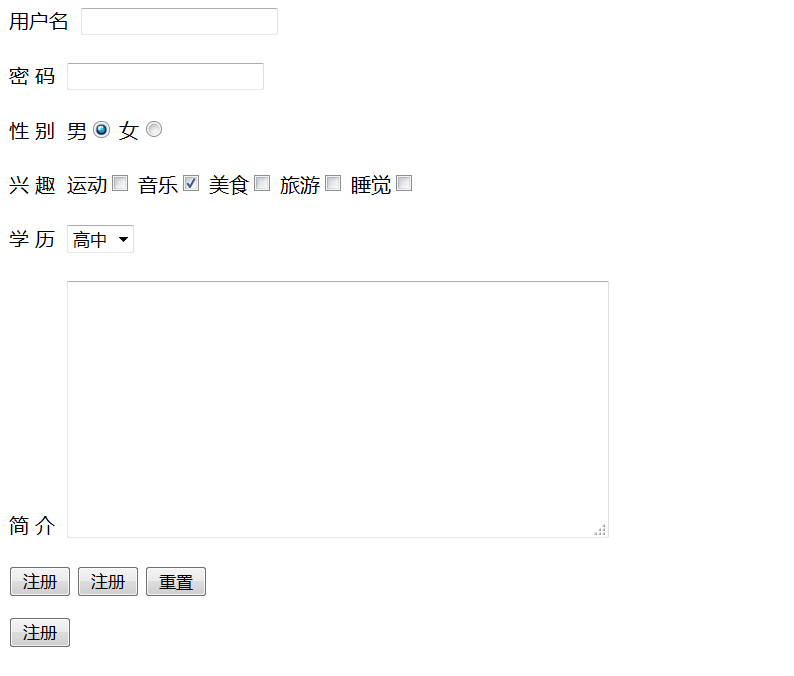 用户名
密 码
性 别 男 女
兴 趣 运动 音乐 美食 旅游 睡觉
学 历 高中
简 介
注册 注册 重置
注册